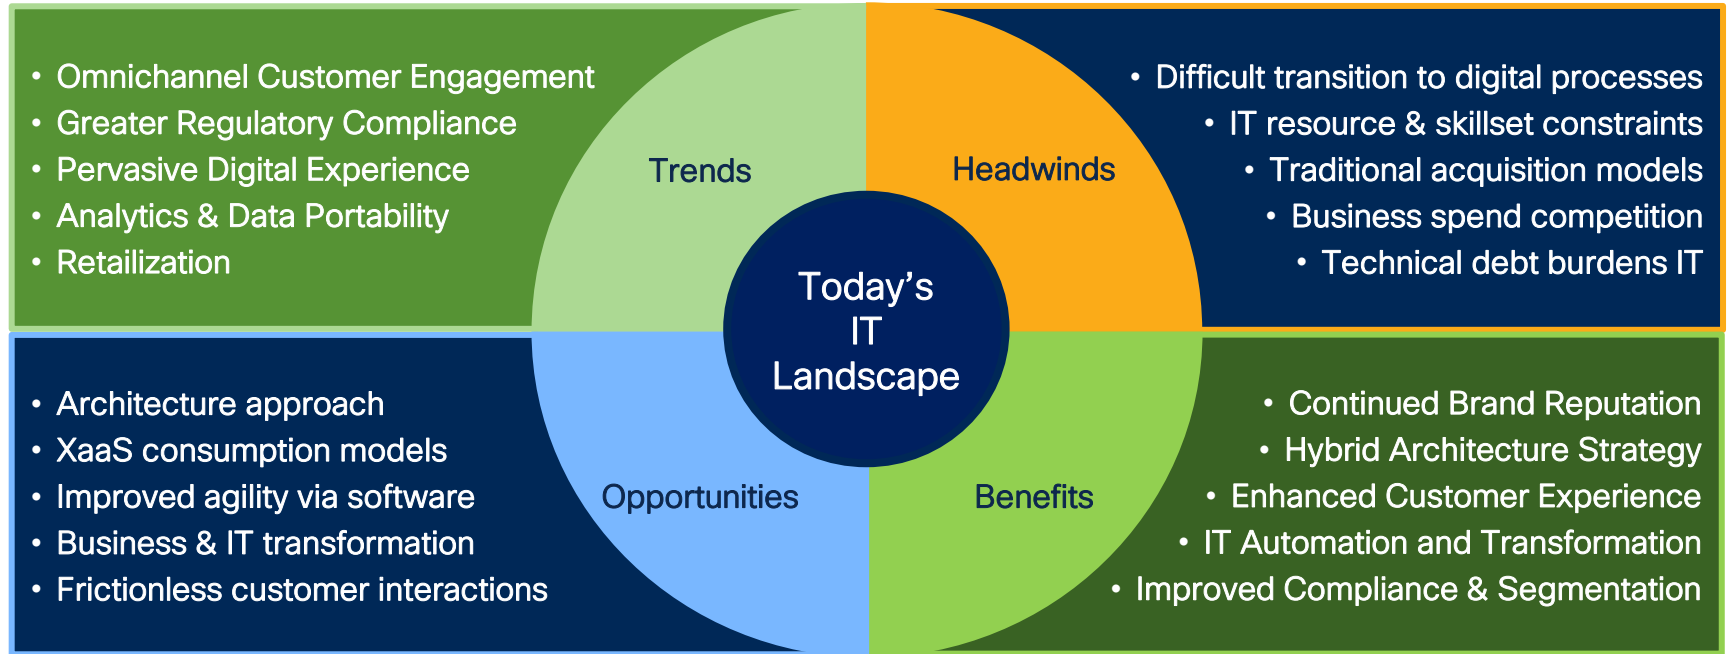 • Omnichannel Customer Engagement
• Greater Regulatory Compliance
• Pervasive Digital Experience
• Analytics & Data Portability
• Retailization
Trends
Headwinds
• Difficult transition to digital processes
• IT resource & skillset constraints
• Traditional acquisition models
• Business spend competition
• Technical debt burdens IT
Today’s
IT
Landscape
• Architecture approach
• XaaS consumption models
• Improved agility via software
• Business & IT transformation
• Frictionless customer interactions
Opportunities
Benefits
• Continued Brand Reputation
• Hybrid Architecture Strategy
• Enhanced Customer Experience
• IT Automation and Transformation
• Improved Compliance & Segmentation